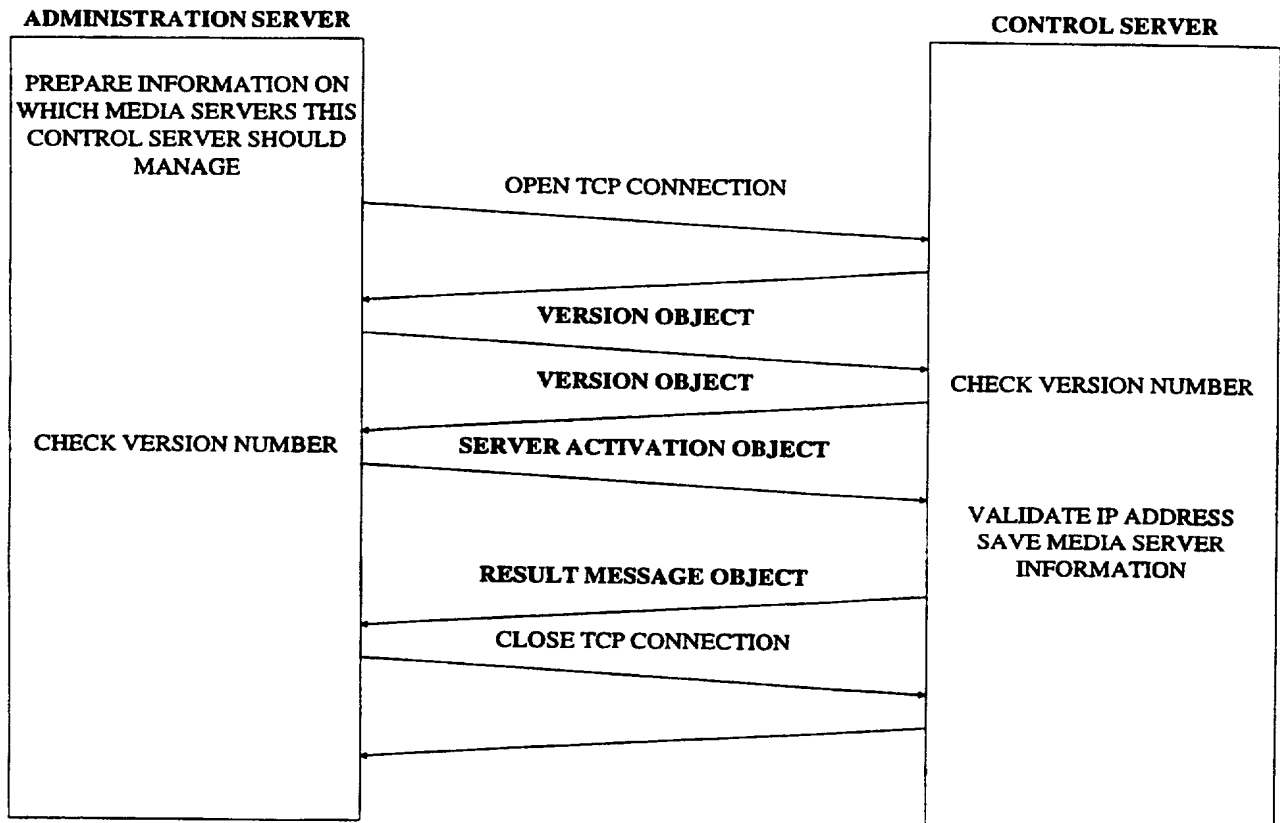 ADMINISTRATION SERVER
CONTROL SERVER
PREPARE INFORMATION ON
WHICH MEDIA SERVERS THIS
CONTROL SERVER SHOULD
MANAGE
OPEN TCP CONNECTION
VERSION OBJECT
VERSION OBJECT
CHECK VERSION NUMBER
CHECK VERSION NUMBER
SERVER ACTIVATION OBJECT
VALIDATE IP ADDRESS
SAVE MEDIA SERVER
INFORMATION
RESULT MESSAGE OBJECT
CLOSE TCP CONNECTION